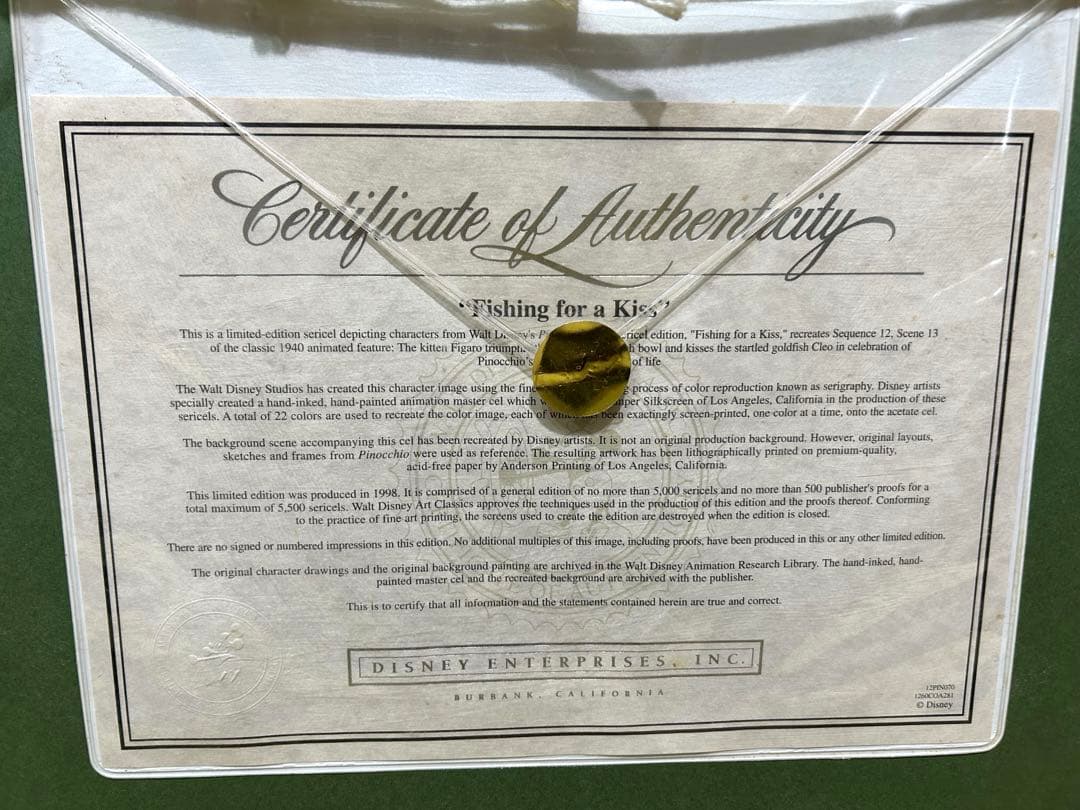 Certificate of Authenticity
"Fishing for a Kiss"
This is a limited-edition sericel depicting characters from Walt Disney's P ricel edition, "Fishing for a Kiss," recreates Sequence 12, Scene 13
of the classic 1940 animated feature: The kitten Figaro triumph h bowl and kisses the startled goldfish Cleo in celebration of
Pinocchio's of life
The Walt Disney Studios has created this character image using the fine process of color reproduction known as serigraphy. Disney artists
specially created a hand-inked, hand-painted animation master cel which w per Silkscreen of Los Angeles, California in the production of these
sericels. A total of 22 colors are used to recreate the color image, each of which been exactingly screen-printed, one color at a time, onto the acetate cel.
The background scene accompanying this cel has been recreated by Disney artists. It is not an original production background. However, original layouts,
sketches and frames from Pinocchio were used as reference. The resulting artwork has been lithographically printed on premium-quality,
acid-free paper by Anderson Printing of Los Angeles, California.
This limited edition was produced in 1998. It is comprised of a general edition of no more than 5,000 sericels and no more than 500 publisher's proofs for a
total maximum of 5,500 sericels. Walt Disney Art Classics approves the techniques used in the production of this edition and the proofs thereof. Conforming
to the practice of fine art printing, the screens used to create the edition are destroyed when the edition is closed.
There are no signed or numbered impressions in this edition. No additional multiples of this image, including proofs, have been produced in this or any other limited edition.
The original character drawings and the original background painting are archived in the Walt Disney Animation Research Library. The hand-inked, hand-
painted master cel and the recreated background are archived with the publisher.
This is to certify that all information and the statements contained herein are true and correct.
DISNEY ENTERPRISES, INC.
BURBANK, CALIFORNIA
12PIN070
1260COA281
© Disney